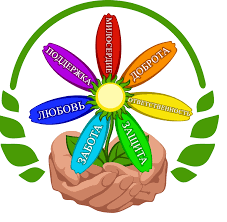 МИЛОСЕРДИЕ
ДОБРОТА
ОТВЕТСТВЕННОСТЬ
ЗАЩИТА
ЗАБОТА
ЛЮБОВЬ
ПОДДЕРЖКА